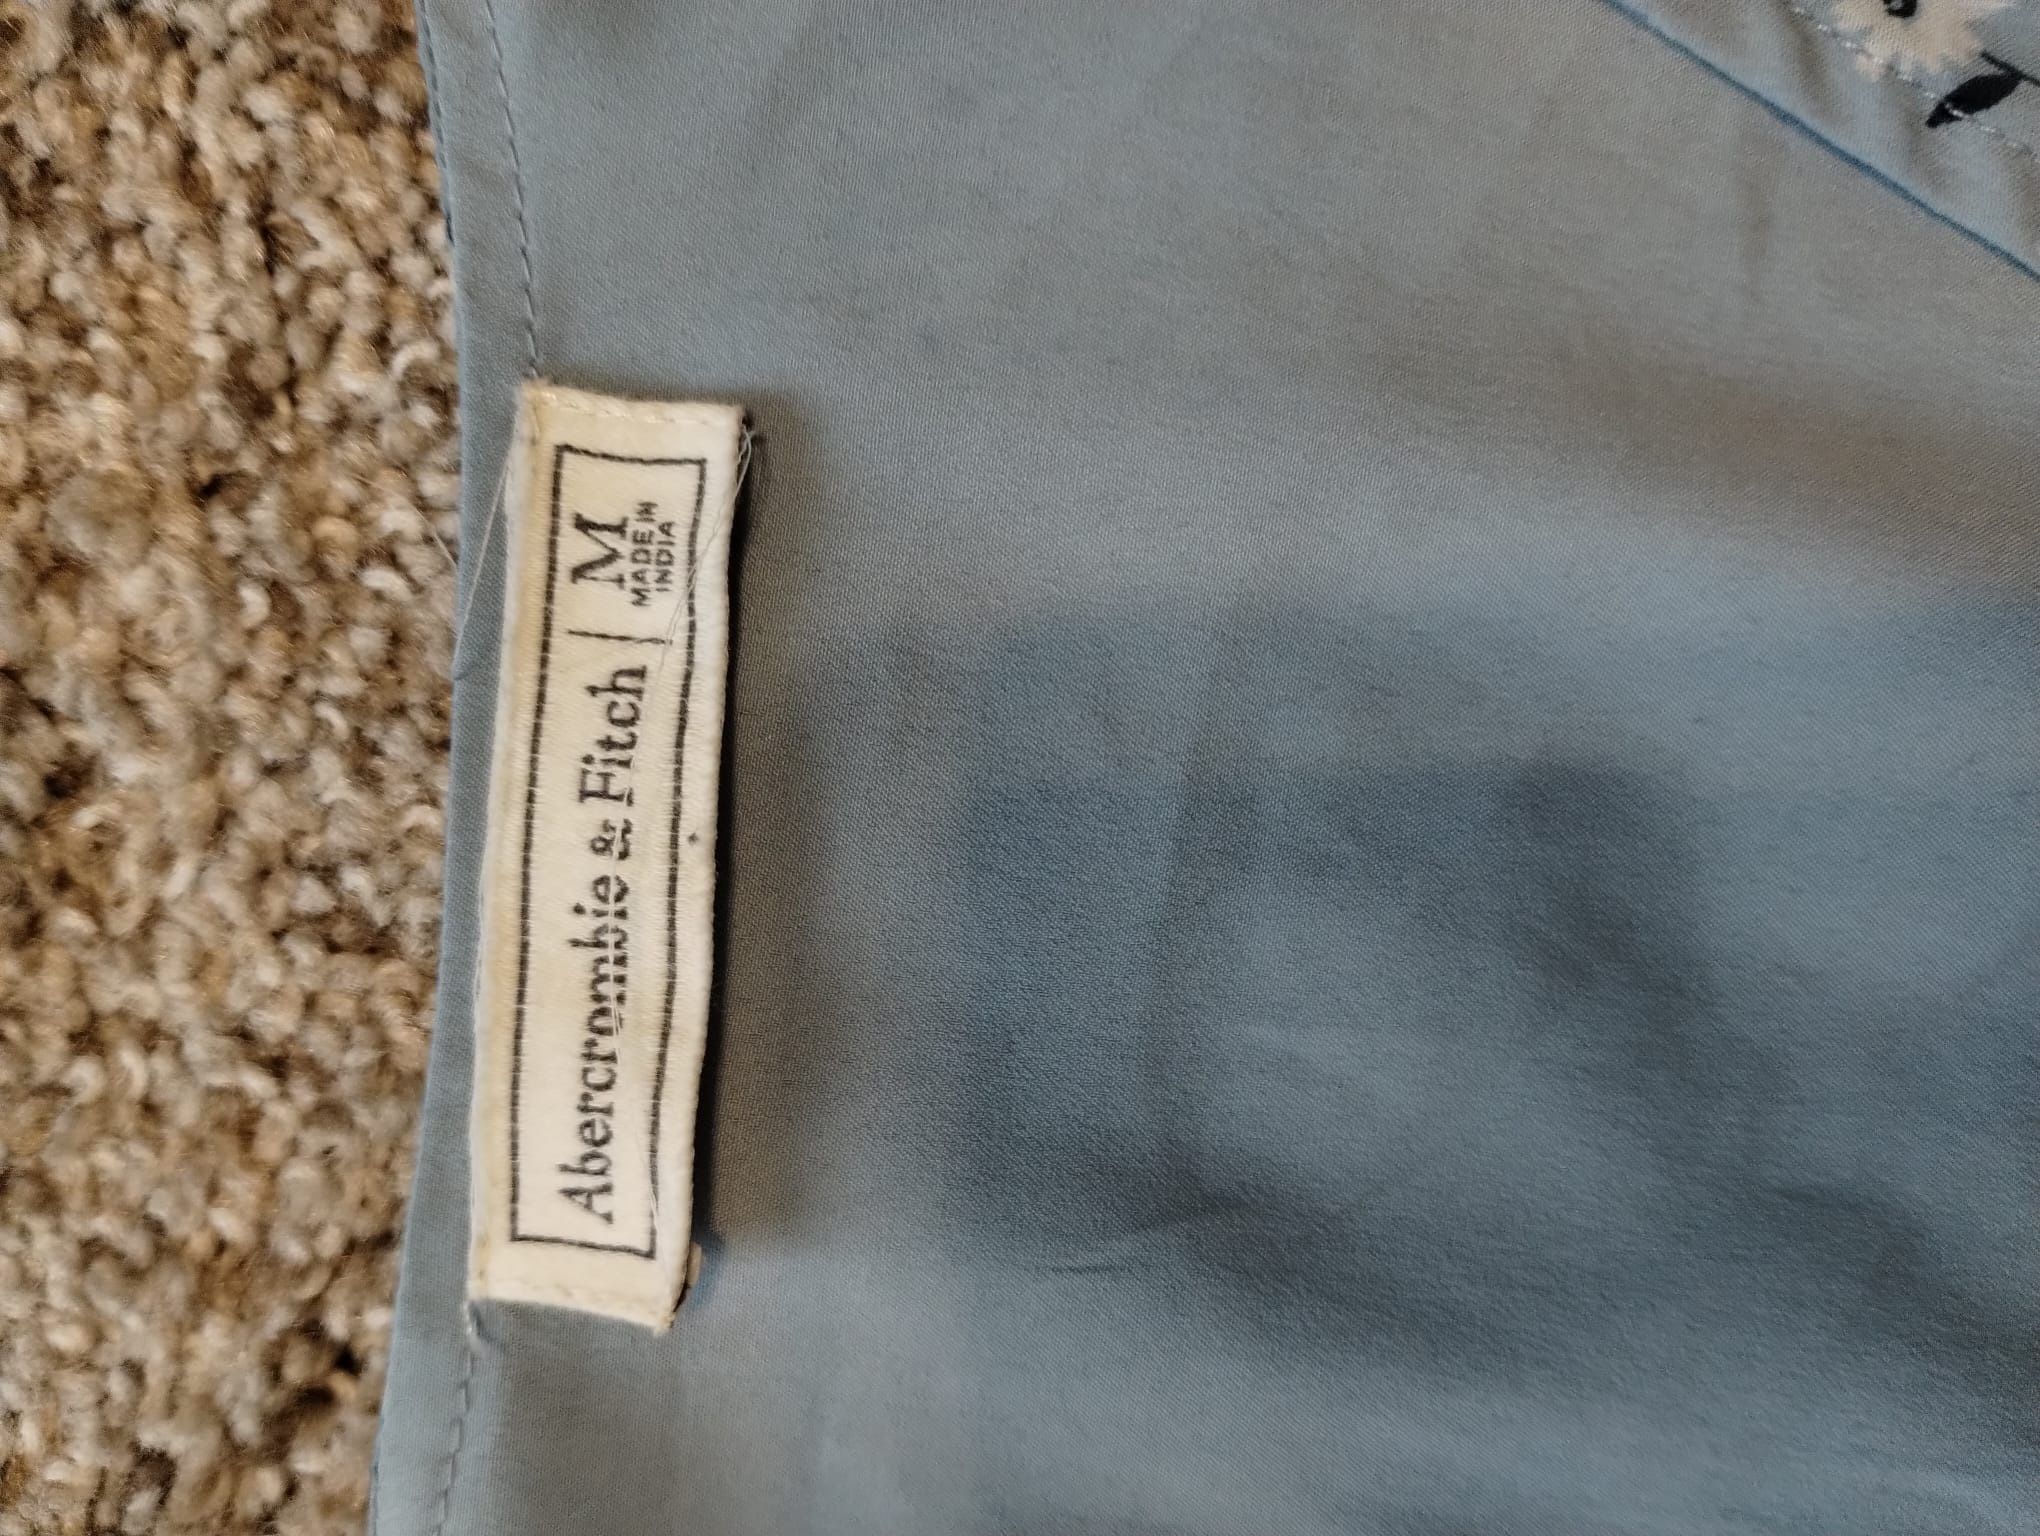 Abercrombie & Fitch | M
MADE IN
INDIA